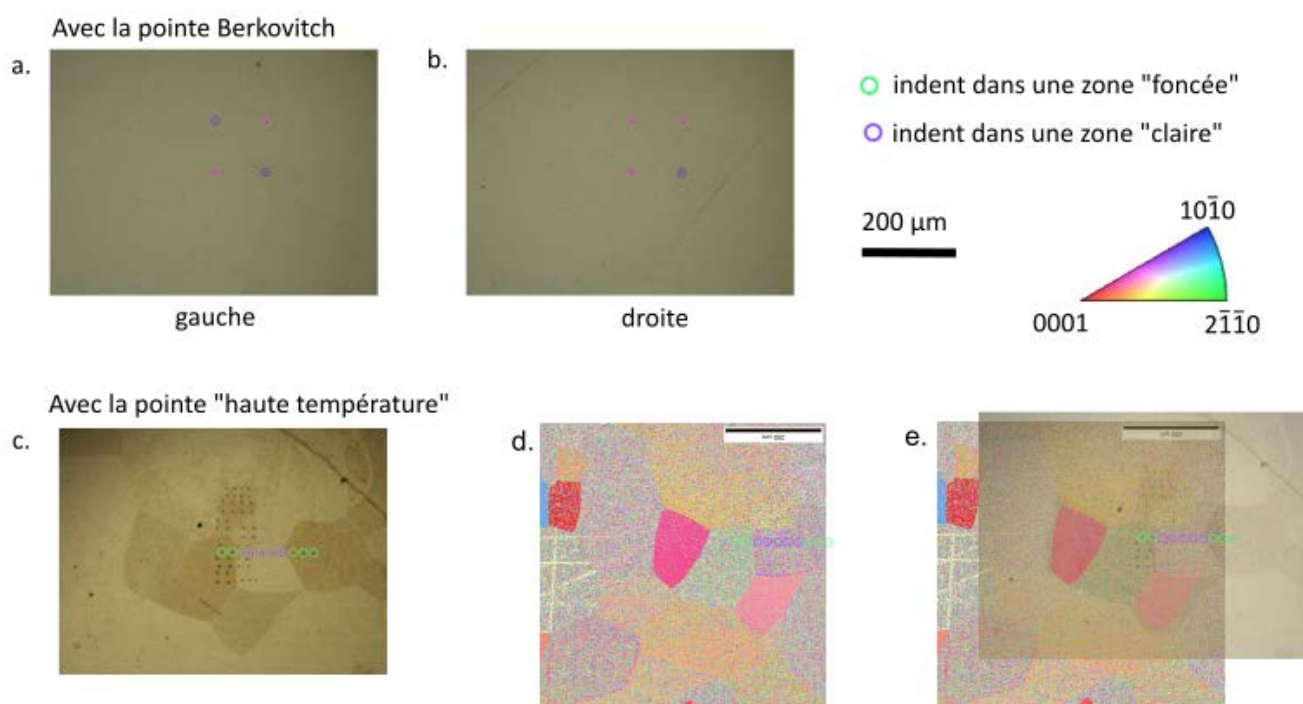 Avec la pointe Berkovitch
a.
b.
indent dans une zone "foncée"
indent dans une zone "claire"
200 µm
101̄0
0001
21̄1̄0
gauche
droite
Avec la pointe "haute température"
c.
d.
e.